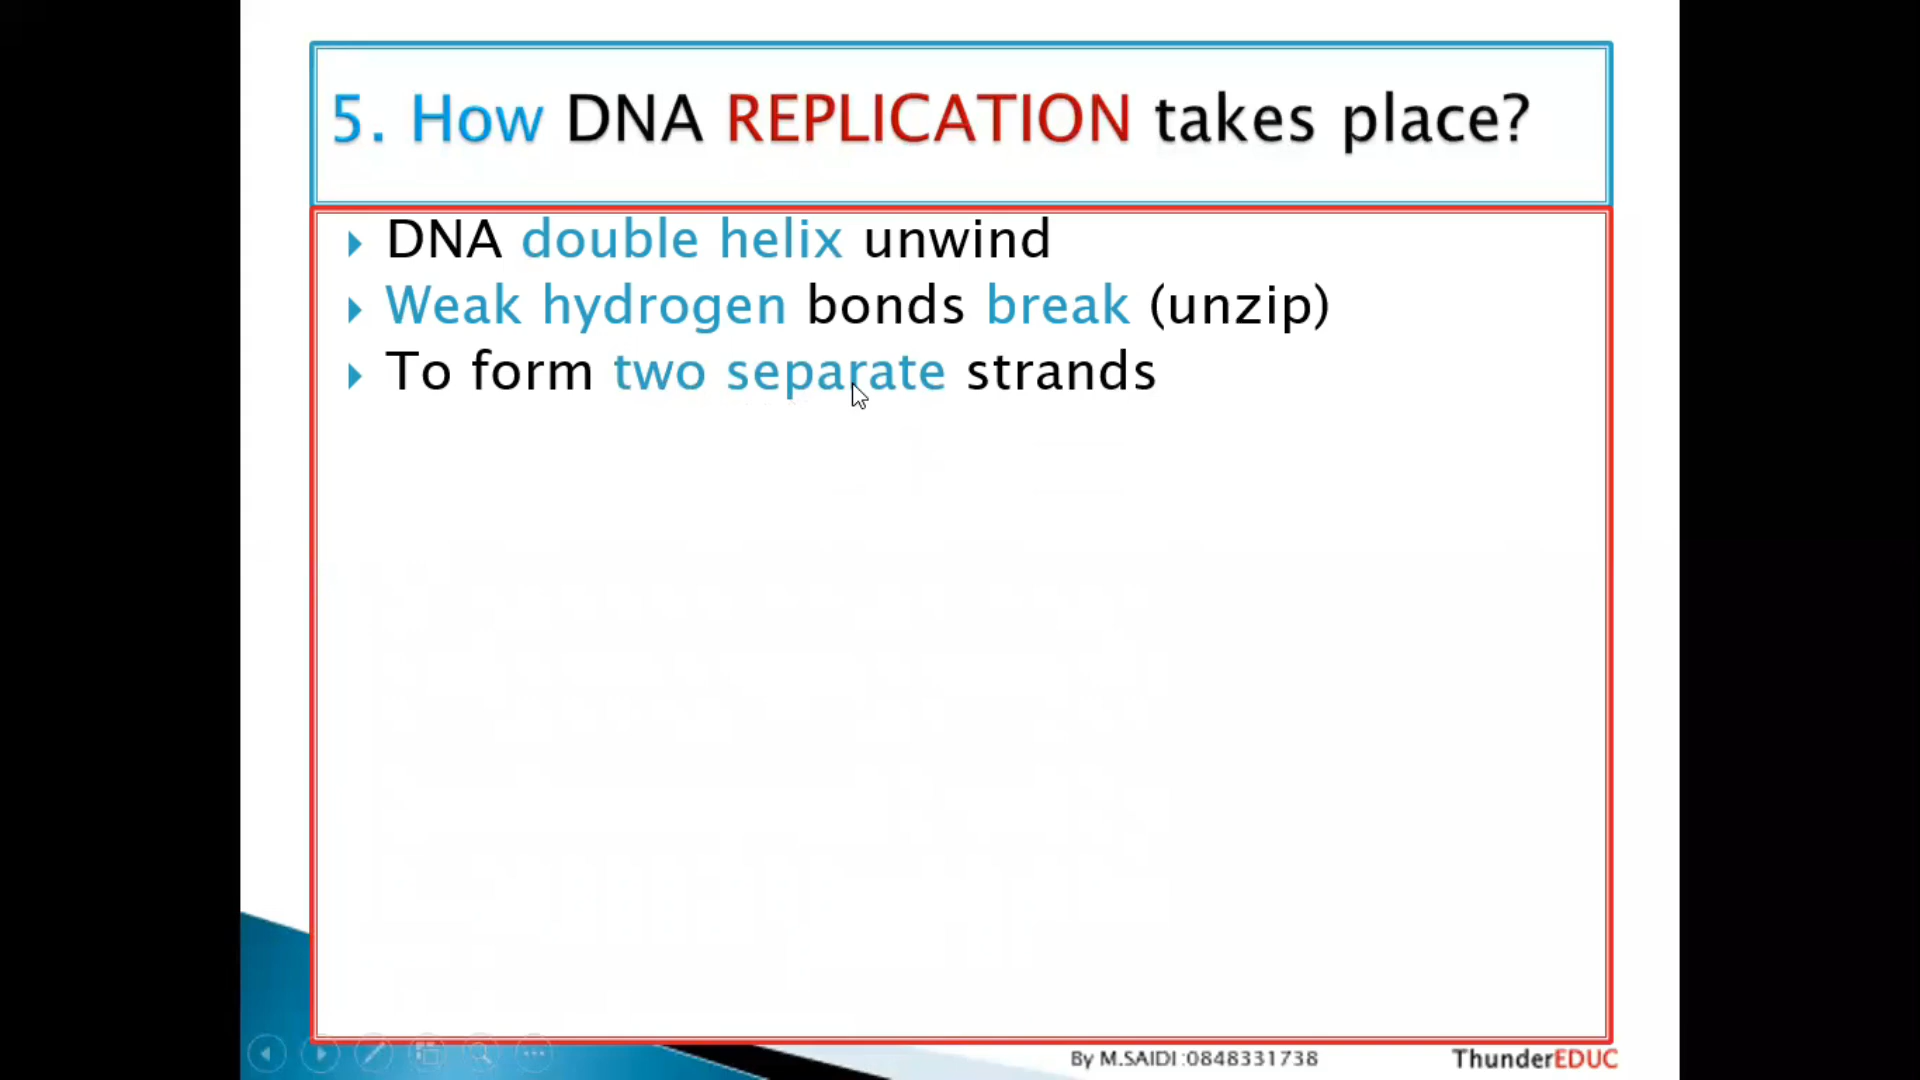 5. How DNA REPLICATION takes place?
DNA double helix unwind
Weak hydrogen bonds break (unzip)
To form two separate strands
By M.SAIDI :0848331738
ThunderEDUC